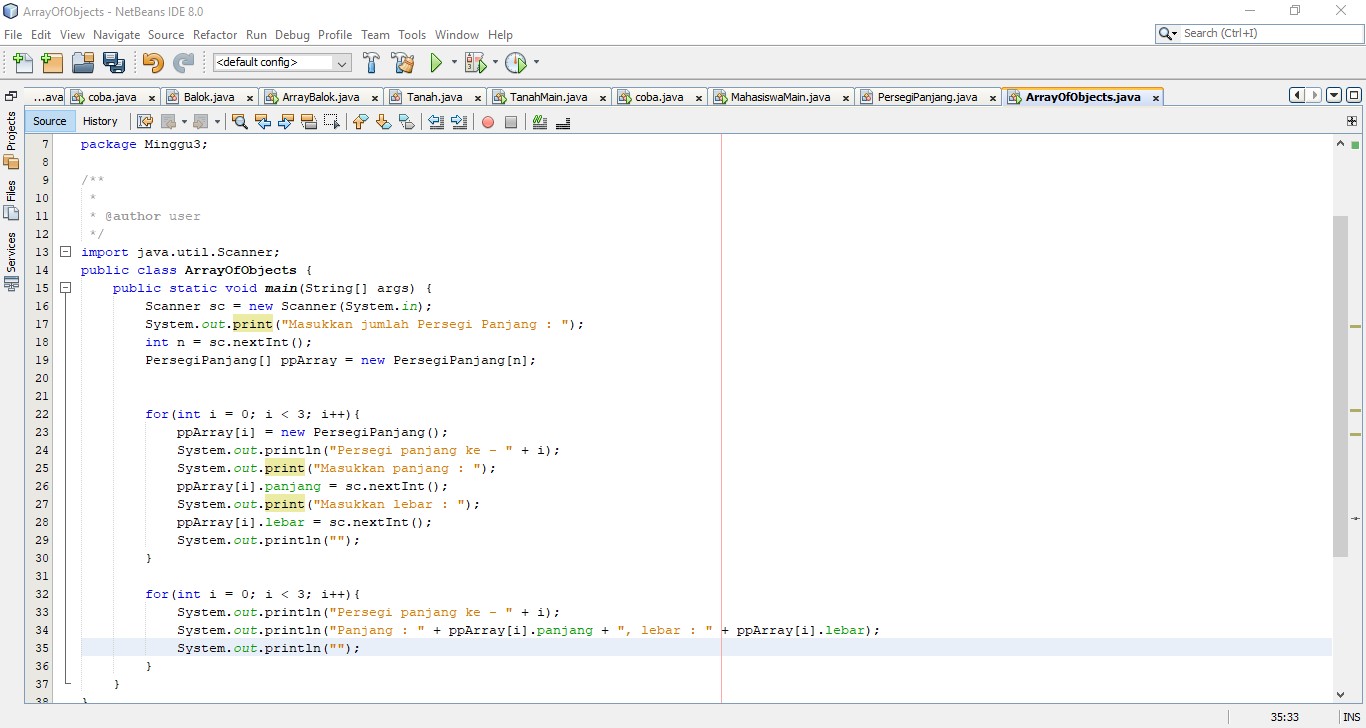 ArrayOfObjects - NetBeans IDE 8.0
File Edit View Navigate Source Refactor Run Debug Profile Team Tools Window Help
Search (Ctrl+I)
<default config>
...ava coba.java Balok.java ArrayBalok.java Tanah.java TanahMain.java coba.java MahasiswaMain.java PersegiPanjang.java ArrayOfObjects.java
Source History
Projects
Files
Services
7 package Minggu3;
8
9 /**
10 *
11 * @author user
12 */
13 import java.util.Scanner;
14 public class ArrayOfObjects {
15 public static void main(String[] args) {
16 Scanner sc = new Scanner(System.in);
17 System.out.print("Masukkan jumlah Persegi Panjang : ");
18 int n = sc.nextInt();
19 PersegiPanjang[] ppArray = new PersegiPanjang[n];
20
21
22 for(int i = 0; i < 3; i++){
23 ppArray[i] = new PersegiPanjang();
24 System.out.println("Persegi panjang ke - " + i);
25 System.out.print("Masukkan panjang : ");
26 ppArray[i].panjang = sc.nextInt();
27 System.out.print("Masukkan lebar : ");
28 ppArray[i].lebar = sc.nextInt();
29 System.out.println("");
30 }
31
32 for(int i = 0; i < 3; i++){
33 System.out.println("Persegi panjang ke - " + i);
34 System.out.println("Panjang : " + ppArray[i].panjang + ", lebar : " + ppArray[i].lebar);
35 System.out.println("");
36 }
37 }
38 }
35:33 INS